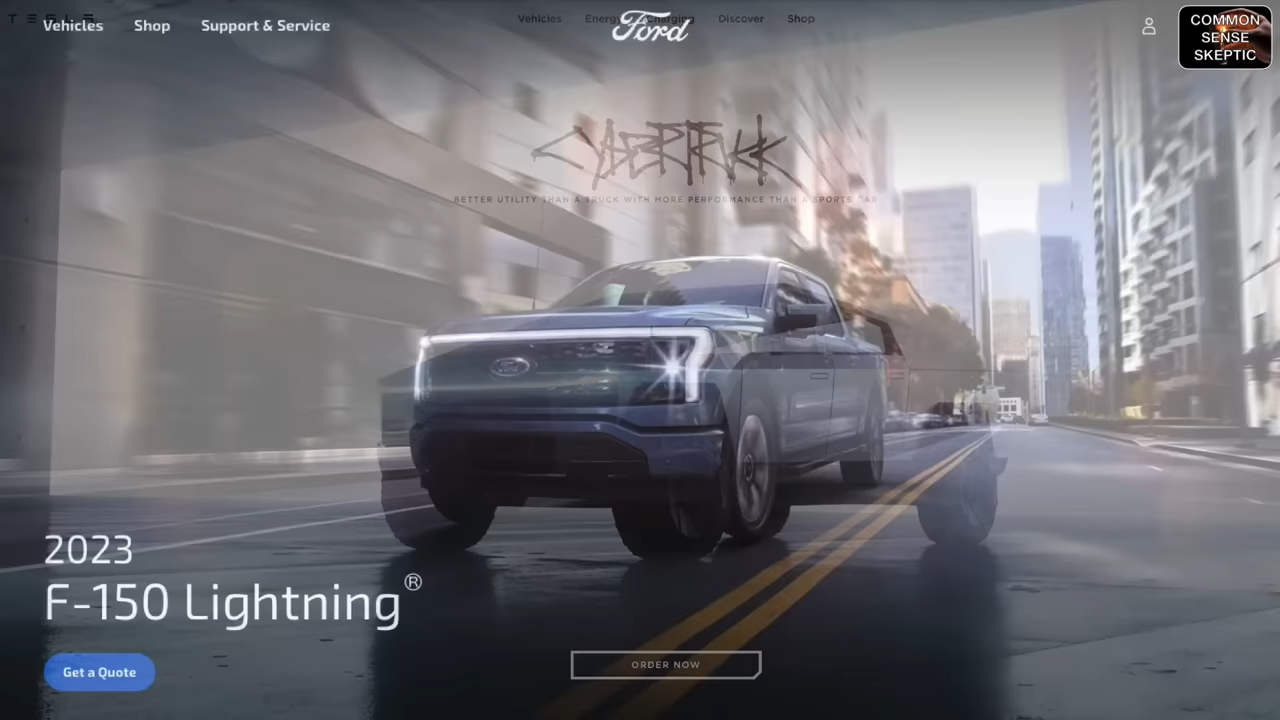 TESLA
Vehicles
Energy
Charging
Discover
Shop
Vehicles
Shop
Support & Service
Ford
COMMON
SENSE
SKEPTIC
CYBERTRUCK
BETTER UTILITY THAN A TRUCK WITH MORE PERFORMANCE THAN A SPORTS CAR
2023
F-150 Lightning®
Get a Quote
ORDER NOW